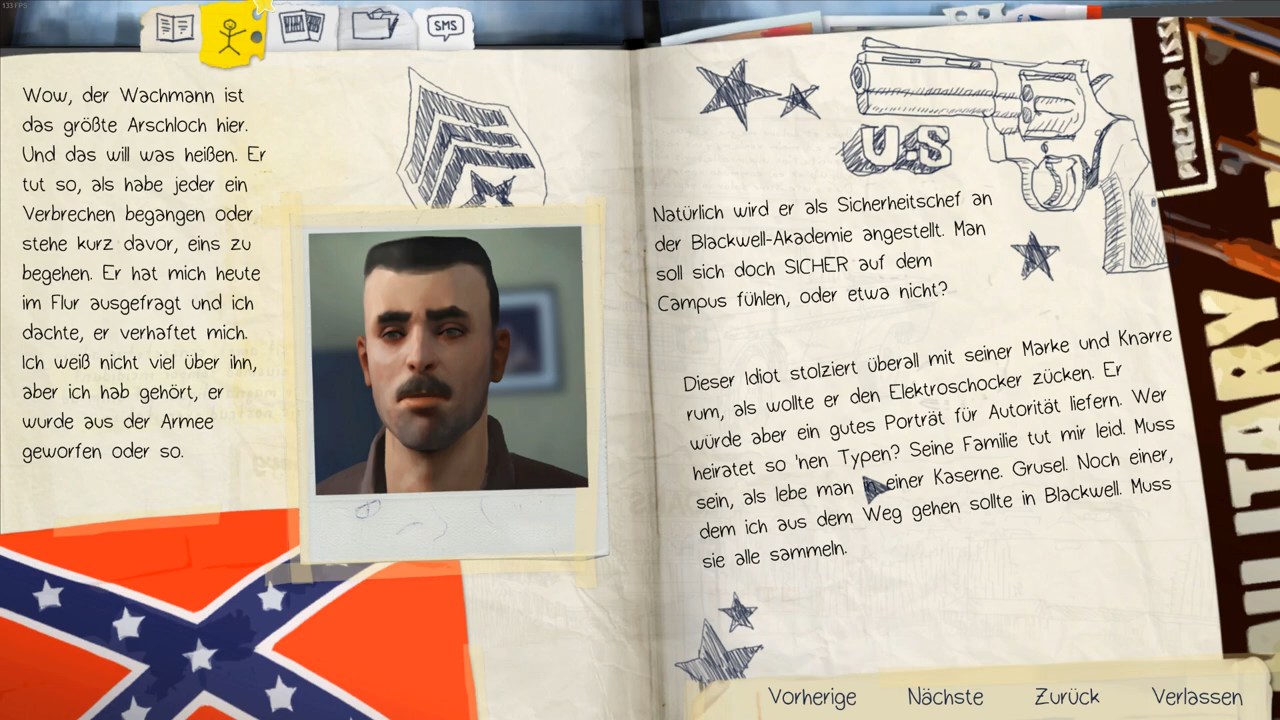 133 FPS
SMS
Wow, der Wachmann ist
das größte Arschloch hier.
Und das will was heißen. Er
tut so, als habe jeder ein
Verbrechen begangen oder
stehe kurz davor, eins zu
begehen. Er hat mich heute
im Flur ausgefragt und ich
dachte, er verhaftet mich.
Ich weiß nicht viel über ihn,
aber ich hab gehört, er
wurde aus der Armee
geworfen oder so.
U.S
Natürlich wird er als Sicherheitschef an
der Blackwell-Akademie angestellt. Man
soll sich doch SICHER auf dem
Campus fühlen, oder etwa nicht?
Dieser Idiot stolziert überall mit seiner Marke und Knarre
rum, als wollte er den Elektroschocker zücken. Er
würde aber ein gutes Porträt für Autorität liefern. Wer
heiratet so 'nen Typen? Seine Familie tut mir leid. Muss
sein, als lebe man in einer Kaserne. Grusel. Noch einer,
dem ich aus dem Weg gehen sollte in Blackwell. Muss
sie alle sammeln.
PREMIER ISS
MILITARY
Vorherige Nächste Zurück Verlassen